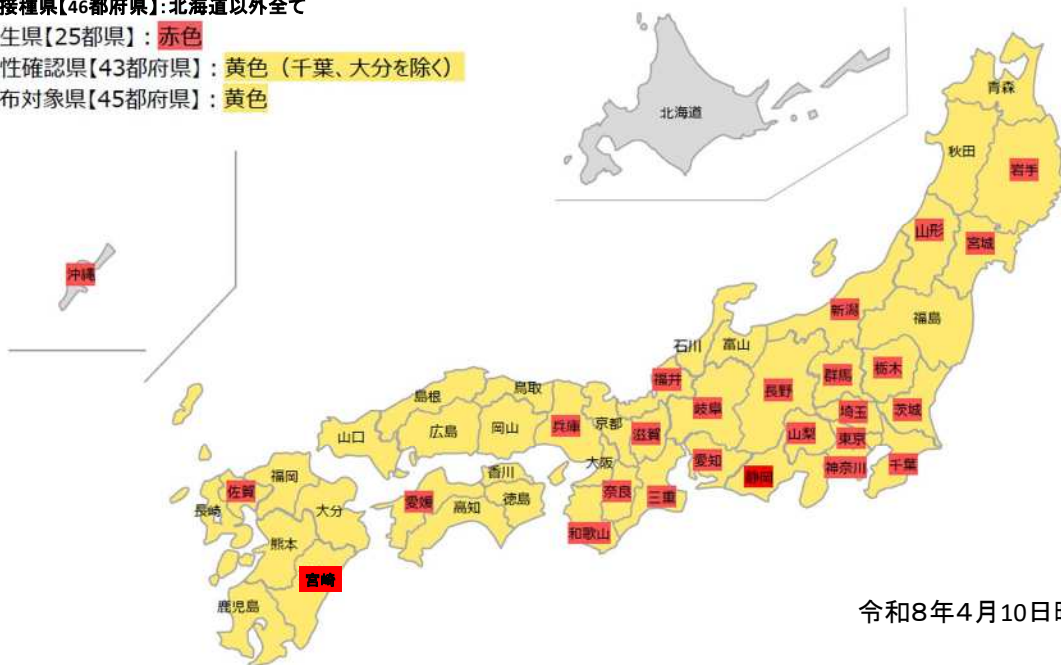 接種県【46都府県】：北海道以外全て
生県【25都県】：赤色
性確認県【43都府県】：黄色（千葉、大分を除く）
布対象県【45都府県】：黄色
北海道
青森
秋田
岩手
山形
宮城
沖縄
新潟
福島
石川
富山
福井
長野
群馬
栃木
島根
鳥取
岐阜
埼玉
茨城
山口
広島
岡山
兵庫
京都
滋賀
山梨
東京
大阪
愛知
静岡
神奈川
千葉
香川
福岡
佐賀
長崎
大分
愛媛
高知
徳島
奈良
三重
和歌山
熊本
宮崎
鹿児島
令和8年4月10日